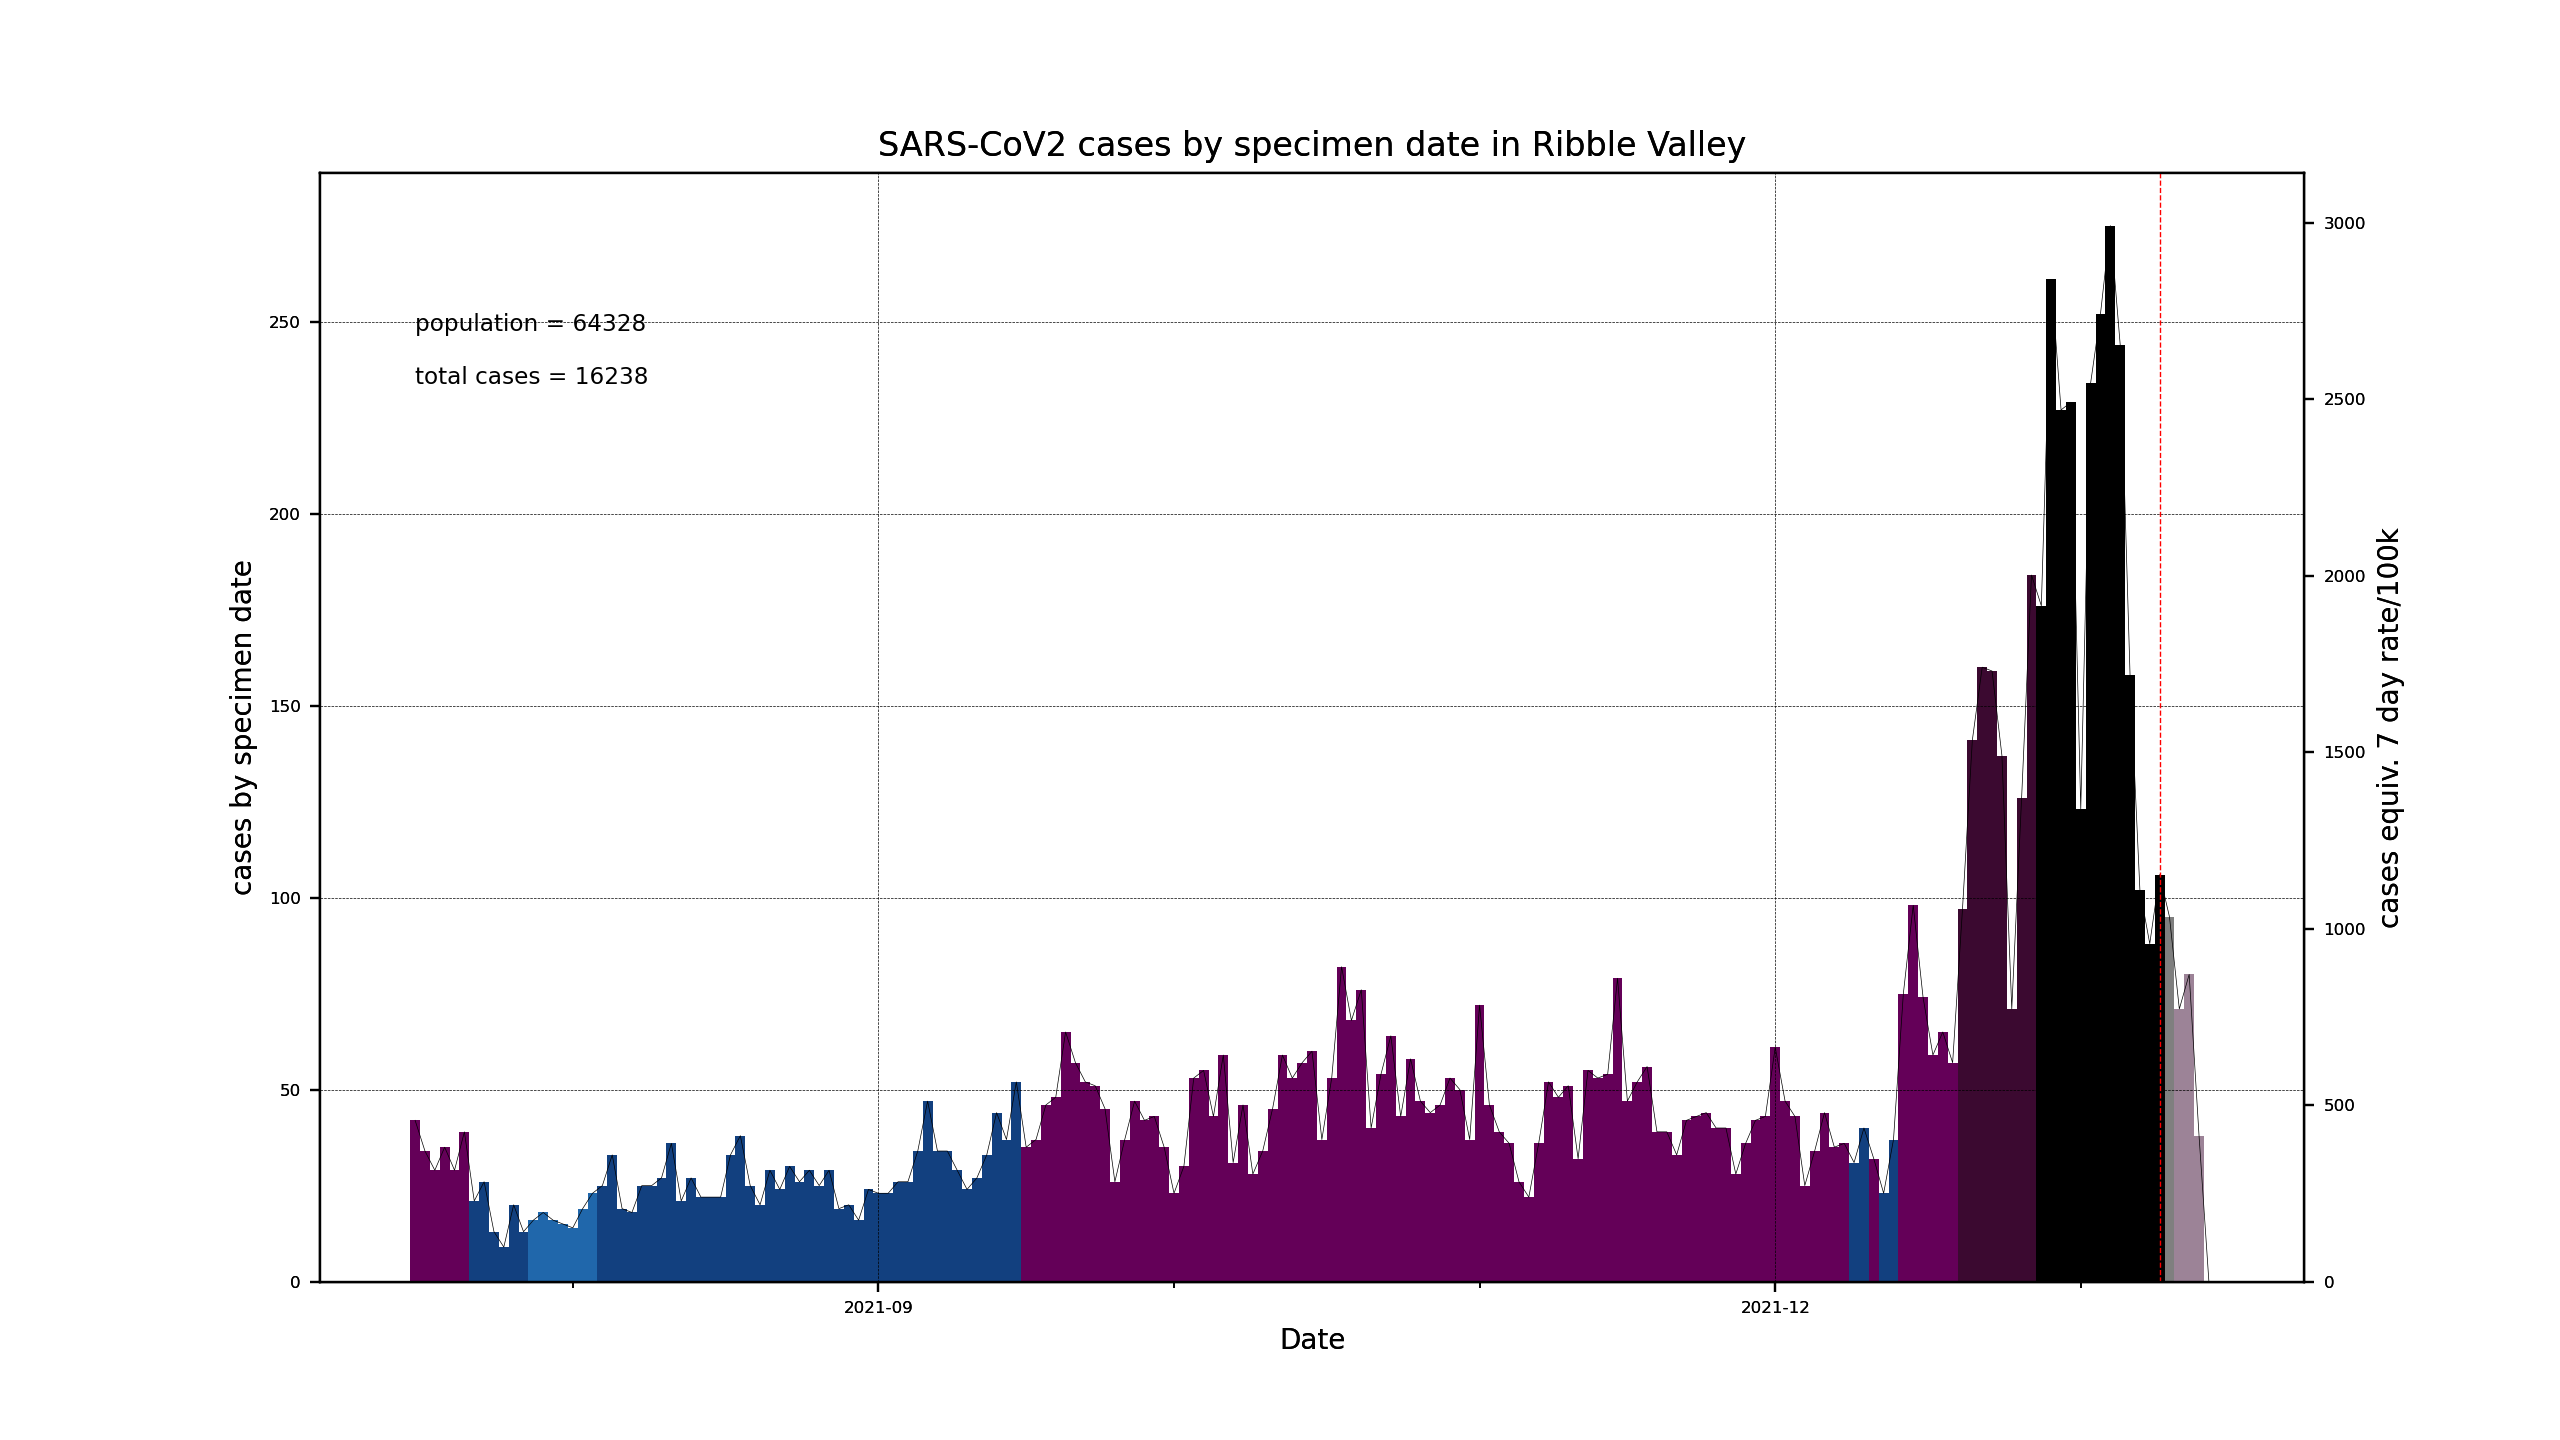 SARS-CoV2 cases by specimen date in Ribble Valley
population = 64328
total cases = 16238
cases by specimen date
250
200
150
100
50
0
3000
2500
2000
1500
1000
500
0
cases equiv. 7 day rate/100k
2021-09
2021-12
Date